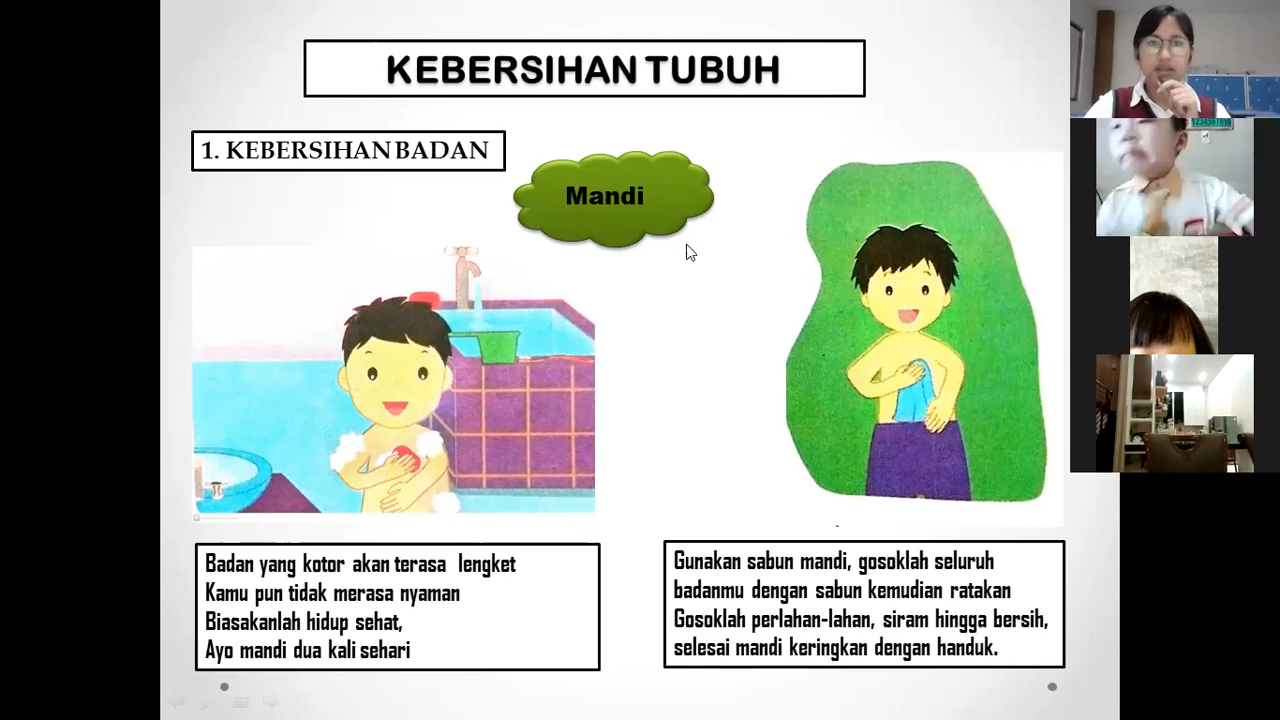 KEBERSIHAN TUBUH
1. KEBERSIHAN BADAN
Mandi
Badan yang kotor akan terasa lengket
Kamu pun tidak merasa nyaman
Biasakanlah hidup sehat,
Ayo mandi dua kali sehari
Gunakan sabun mandi, gosoklah seluruh
badanmu dengan sabun kemudian ratakan
Gosoklah perlahan-lahan, siram hingga bersih,
selesai mandi keringkan dengan handuk.